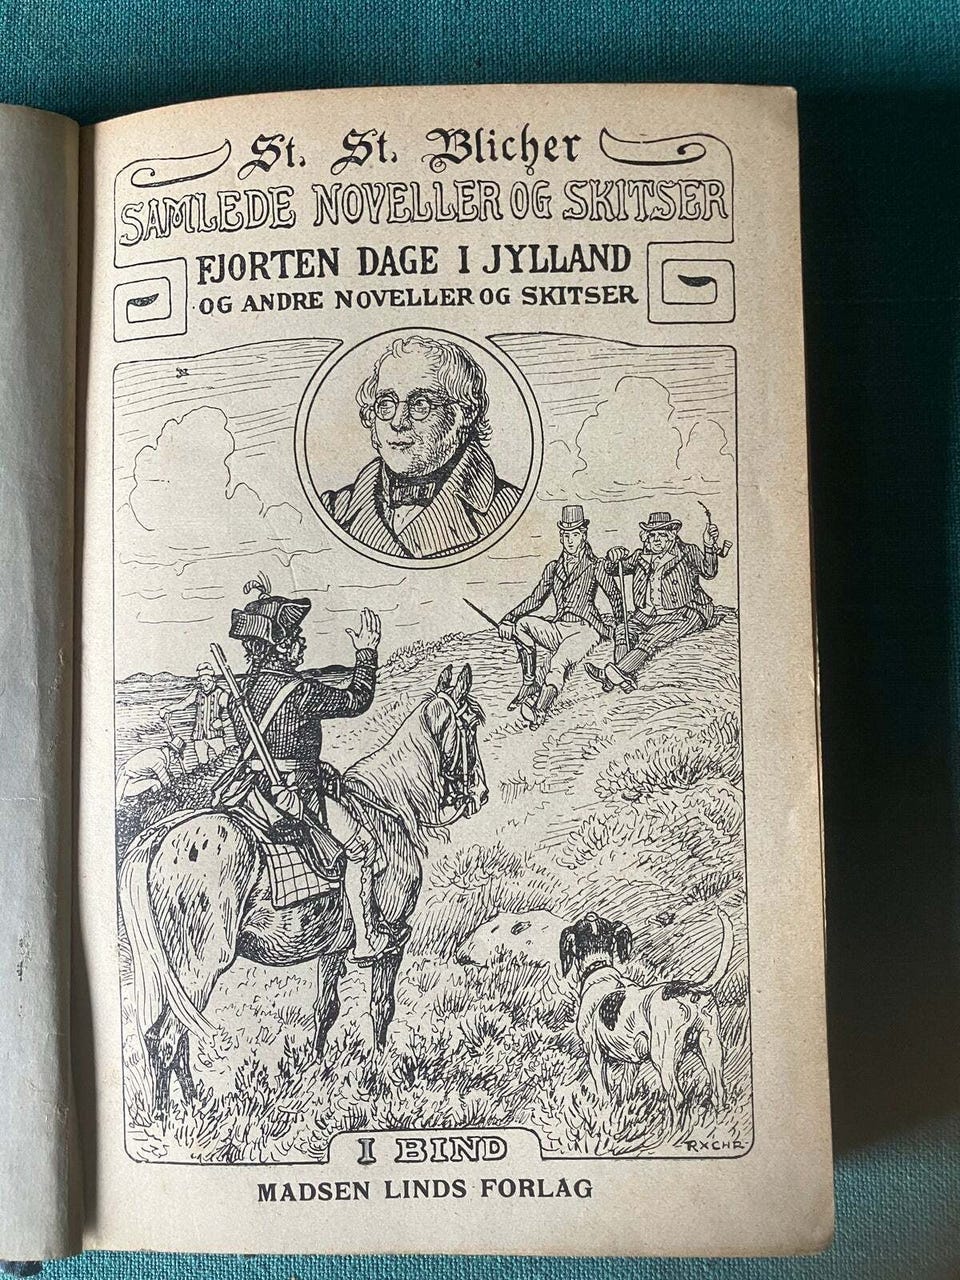 St. St. Blicher
SAMLEDE NOVELLER OG SKITSER
FJORTEN DAGE I JYLLAND
OG ANDRE NOVELLER OG SKITSER
I BIND
RXCHR
MADSEN LINDS FORLAG